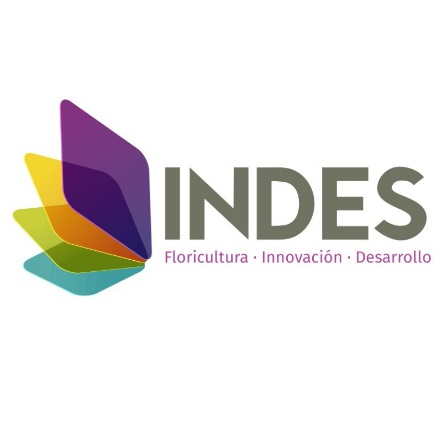 INDES
Floricultura · Innovación · Desarrollo